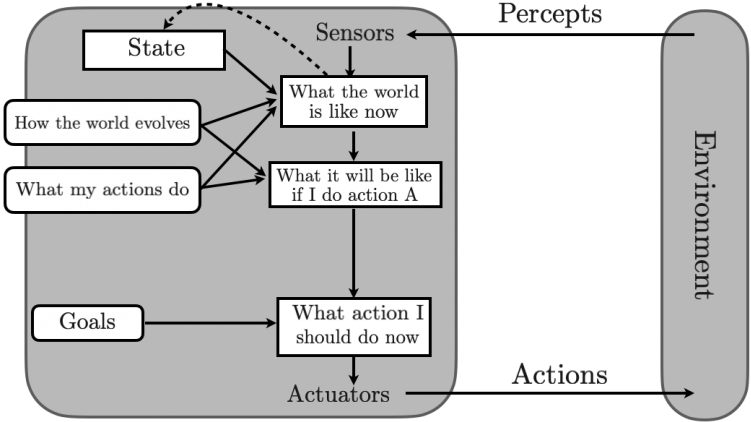 Percepts
Sensors
State
What the world
is like now
How the world evolves
What my actions do
What it will be like
if I do action A
Environment
Goals
What action I
should do now
Actuators
Actions